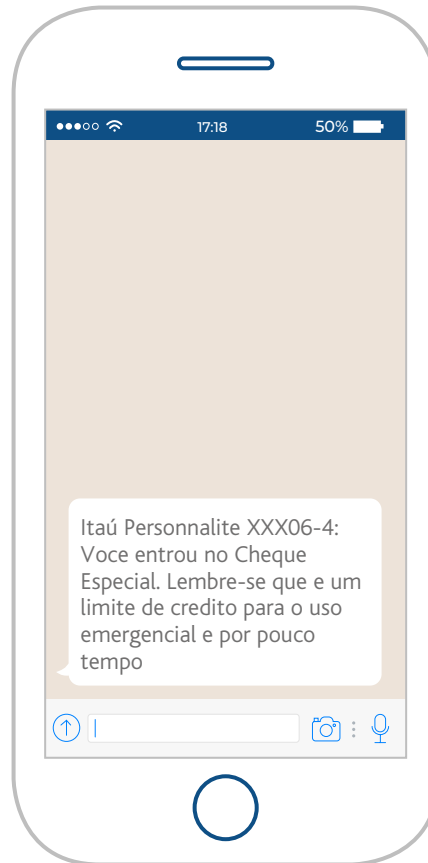 17:18
50%
Itaú Personnalite XXX06-4:
Voce entrou no Cheque
Especial. Lembre-se que e um
limite de credito para o uso
emergencial e por pouco
tempo